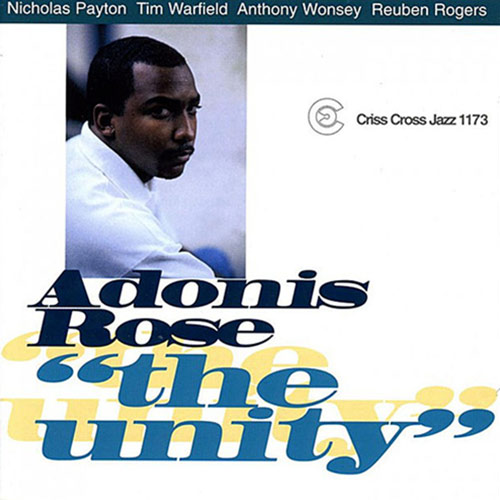 Nicholas Payton Tim Warfield Anthony Wonsey Reuben Rogers
Criss Cross Jazz 1173
Adonis
Rose
“the
unity”